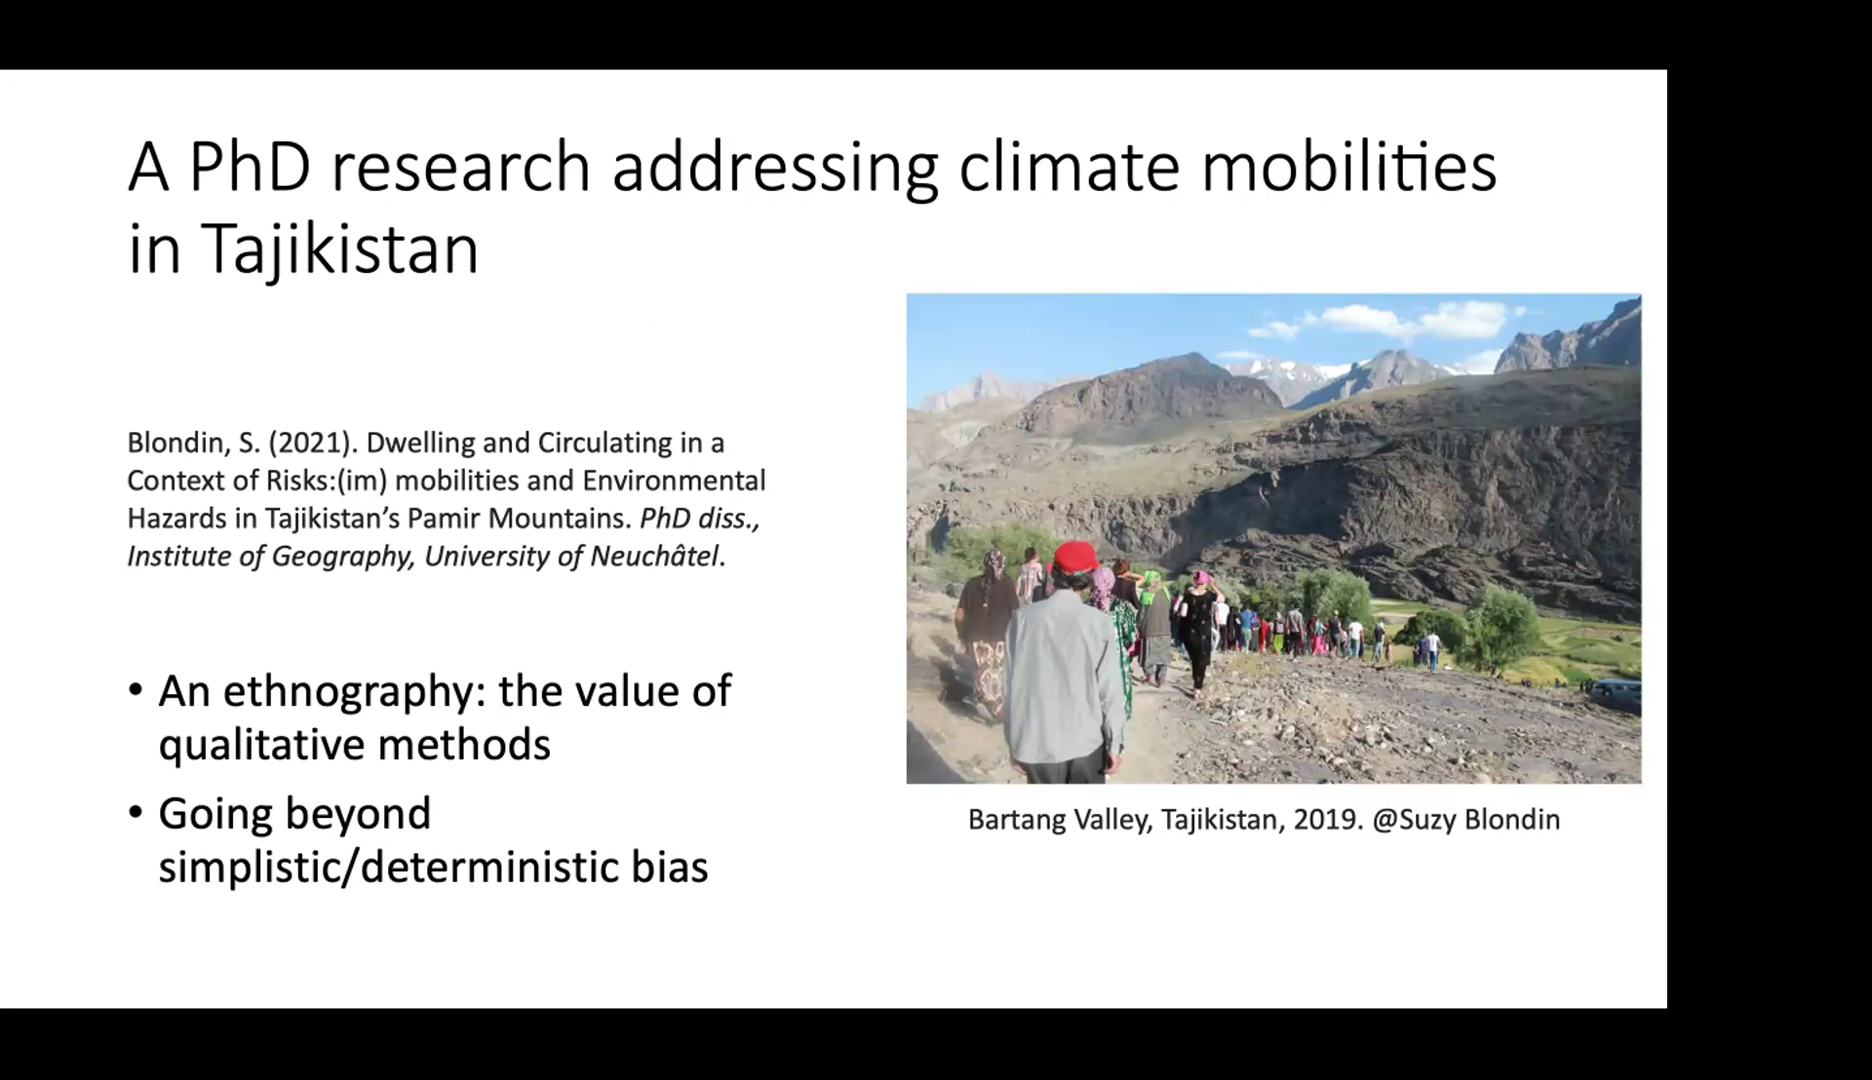 A PhD research addressing climate mobilities
in Tajikistan
Blondin, S. (2021). Dwelling and Circulating in a
Context of Risks:(im) mobilities and Environmental
Hazards in Tajikistan’s Pamir Mountains. PhD diss.,
Institute of Geography, University of Neuchâtel.
• An ethnography: the value of
qualitative methods
• Going beyond
simplistic/deterministic bias
Bartang Valley, Tajikistan, 2019. @Suzy Blondin